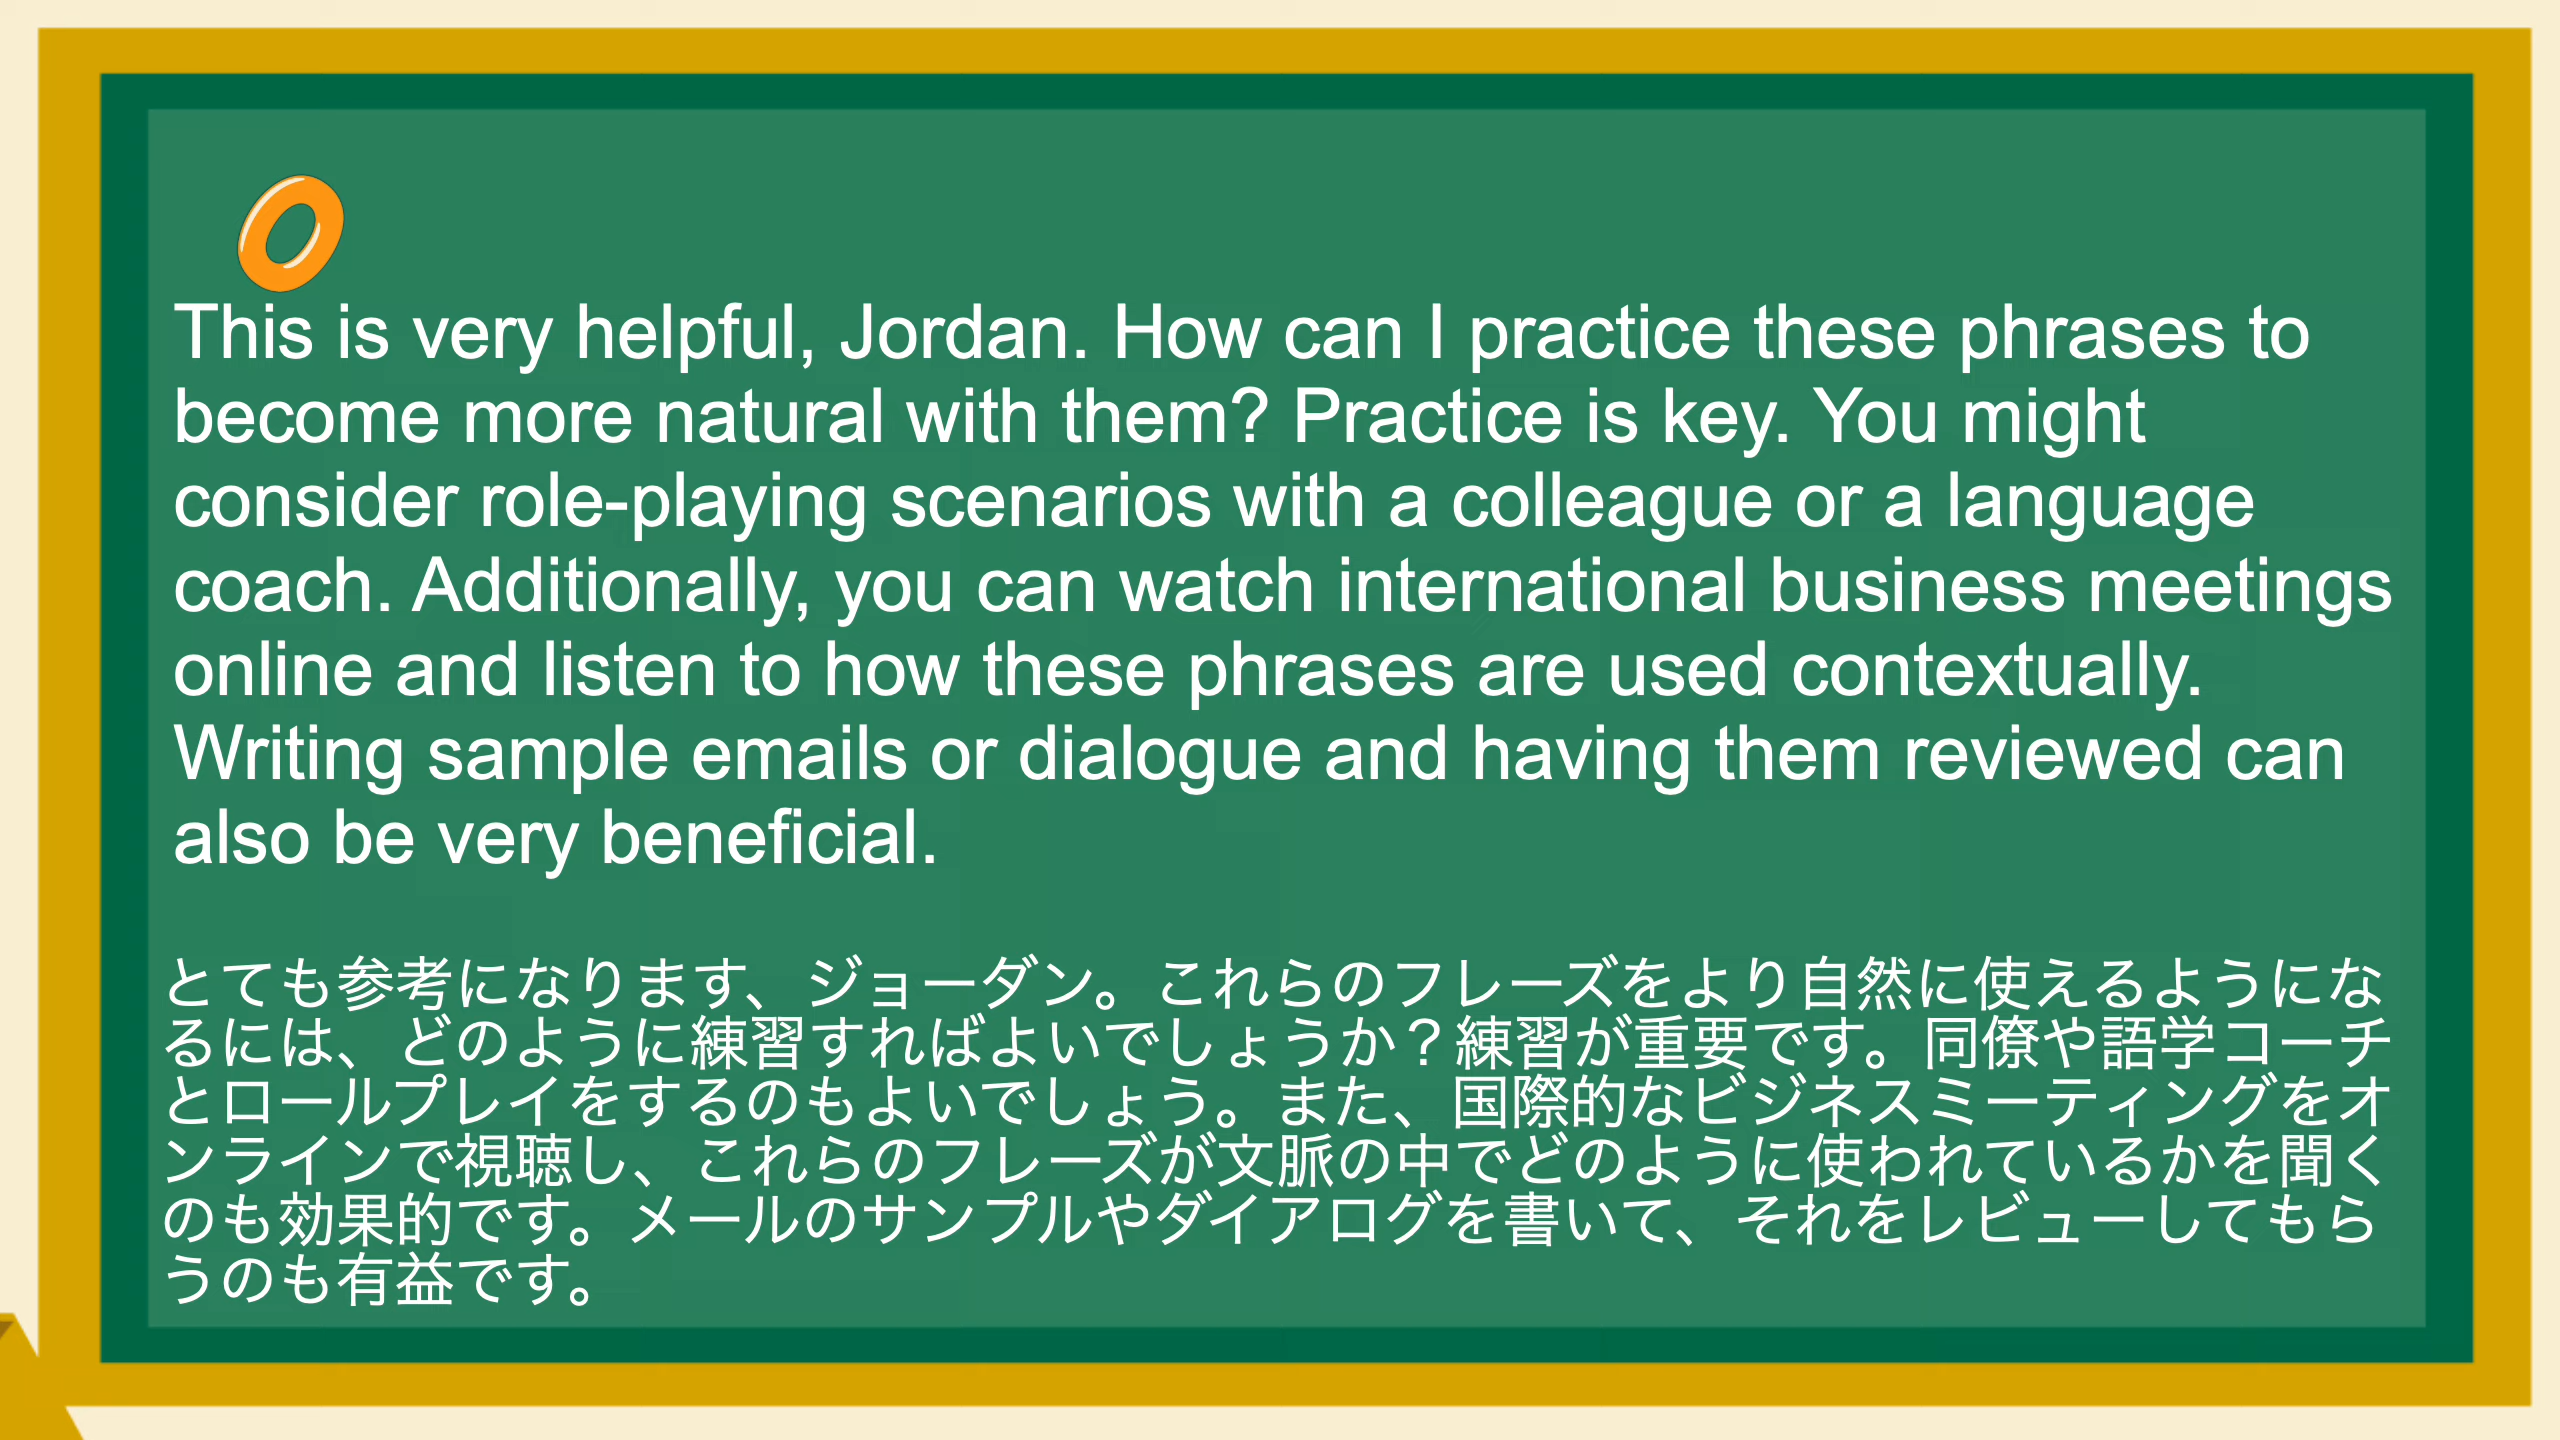 This is very helpful, Jordan. How can I practice these phrases to
become more natural with them? Practice is key. You might
consider role-playing scenarios with a colleague or a language
coach. Additionally, you can watch international business meetings
online and listen to how these phrases are used contextually.
Writing sample emails or dialogue and having them reviewed can
also be very beneficial.
とても参考になります、ジョーダン。これらのフレーズをより自然に使えるようにな
るには、どのように練習すればよいでしょうか？練習が重要です。同僚や語学コーチ
とロールプレイをするのもよいでしょう。また、国際的なビジネスミーティングをオ
ンラインで視聴し、これらのフレーズが文脈の中でどのように使われているかを聞く
のも効果的です。メールのサンプルやダイアログを書いて、それをレビューしてもら
うのも有益です。